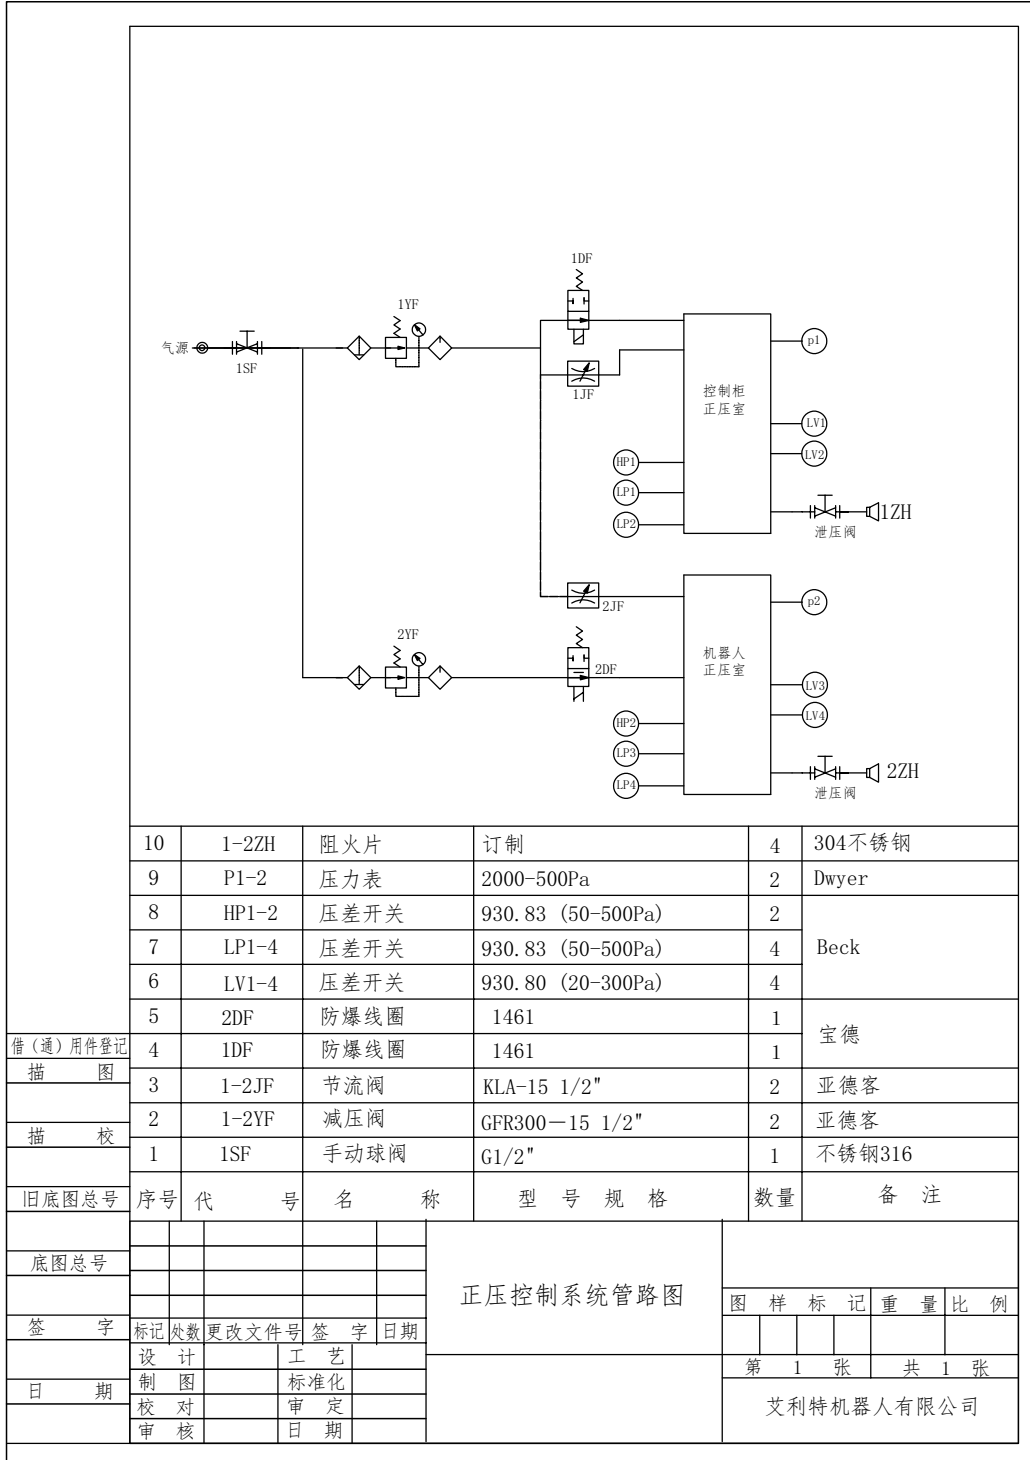 1DF
1YF
气源
1SF
1JF
p1
控制柜
正压室
LV1
LV2
HP1
LP1
LP2
1ZH
泄压阀
2JF
p2
2YF
2DF
机器人
正压室
LV3
LV4
HP2
LP3
LP4
2ZH
泄压阀
10 1-2ZH 阻火片 订制 4 304不锈钢
9 P1-2 压力表 2000-500Pa 2 Dwyer
8 HP1-2 压差开关 930.83 (50-500Pa) 2
7 LP1-4 压差开关 930.83 (50-500Pa) 4 Beck
6 LV1-4 压差开关 930.80 (20-300Pa) 4
5 2DF 防爆线圈 1461 1
宝德
4 1DF 防爆线圈 1461 1
3 1-2JF 节流阀 KLA-15 1/2" 2 亚德客
2 1-2YF 减压阀 GFR300-15 1/2" 2 亚德客
1 1SF 手动球阀 G1/2" 1 不锈钢316
序号 代 号 名 称 型 号 规 格 数量 备 注
借（通）用件登记
描 图
描 校
旧底图总号
底图总号
签 字
日 期
标记 处数 更改文件号 签 字 日期
设 计 工 艺
制 图 标准化
校 对 审 定
审 核 日 期
正压控制系统管路图
图 样 标 记 重 量 比 例
第 1 张 共 1 张
艾利特机器人有限公司